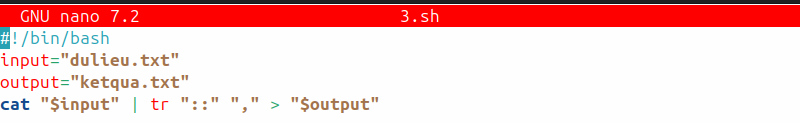 GNU nano 7.2 3.sh
#!/bin/bash
input="dulieu.txt"
output="ketqua.txt"
cat "$input" | tr "::" "," > "$output"